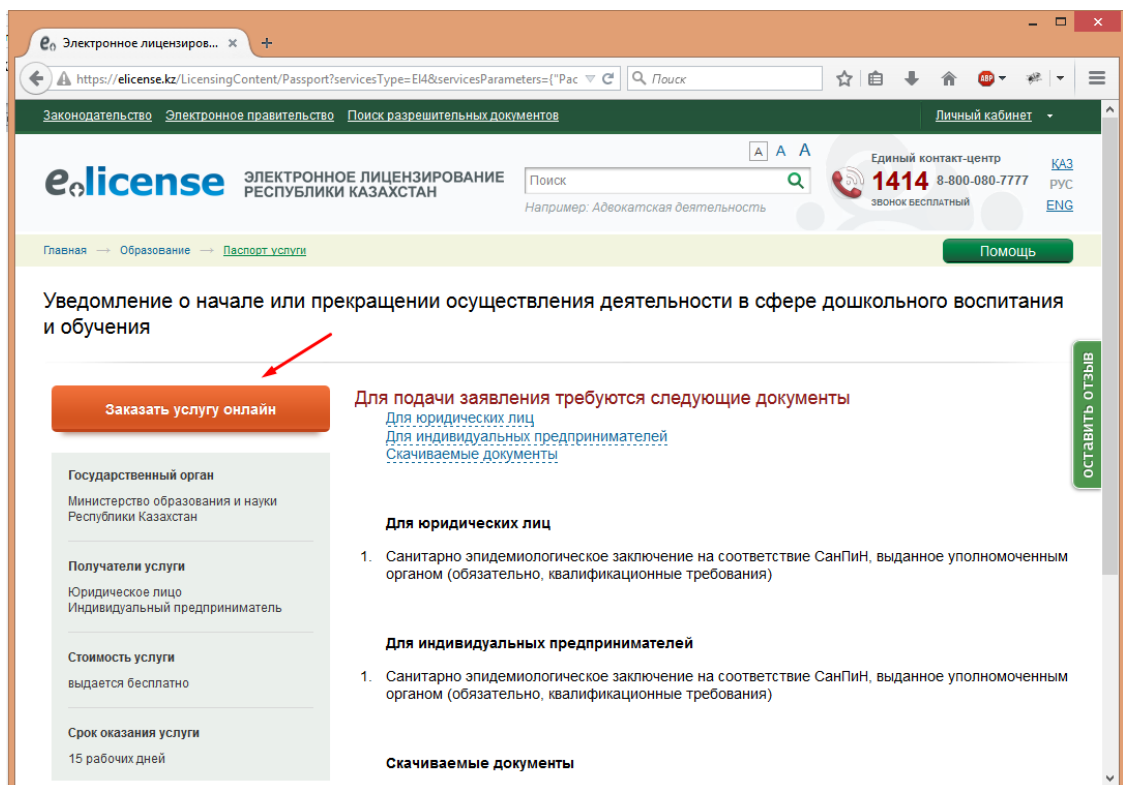 Электронное лицензиров...
https://elicense.kz/LicensingContent/Passport?servicesType=EI4&servicesParameters={"Рас
Поиск
ABP
Законодательство Электронное правительство Поиск разрешительных документов
Личный кабинет
A A A
elicense
ЭЛЕКТРОННОЕ ЛИЦЕНЗИРОВАНИЕ
РЕСПУБЛИКИ КАЗАХСТАН
Поиск
Например: Адвокатская деятельность
Единый контакт-центр
1414 8-800-080-7777
ЗВОНОК БЕСПЛАТНЫЙ
ҚАЗ
РУС
ENG
Главная → Образование → Паспорт услуги
Помощь
Уведомление о начале или прекращении осуществления деятельности в сфере дошкольного воспитания
и обучения
оставить отзыв
Заказать услугу онлайн
Государственный орган
Министерство образования и науки
Республики Казахстан
Получатели услуги
Юридическое лицо
Индивидуальный предприниматель
Стоимость услуги
выдается бесплатно
Срок оказания услуги
15 рабочих дней
Для подачи заявления требуются следующие документы
Для юридических лиц
Для индивидуальных предпринимателей
Скачиваемые документы
Для юридических лиц
1. Санитарно эпидемиологическое заключение на соответствие СанПиН, выданное уполномоченным
органом (обязательно, квалификационные требования)
Для индивидуальных предпринимателей
1. Санитарно эпидемиологическое заключение на соответствие СанПиН, выданное уполномоченным
органом (обязательно, квалификационные требования)
Скачиваемые документы